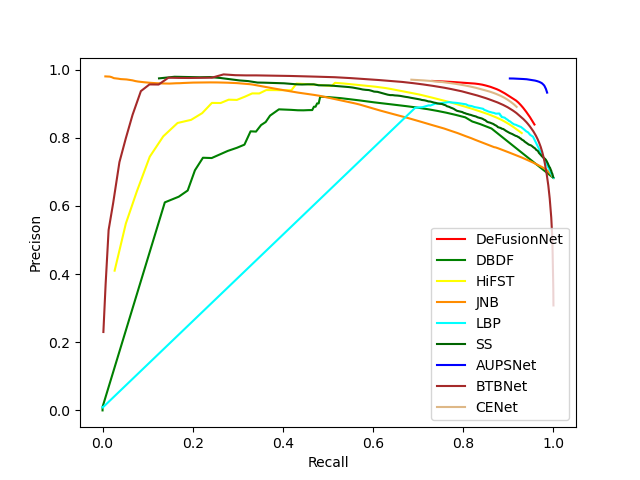 1.0
0.8
0.6
0.4
0.2
0.0
Precison
0.0 0.2 0.4 0.6 0.8 1.0
Recall
DeFusionNet
DBDF
HiFST
JNB
LBP
SS
AUPSNet
BTBNet
CENet